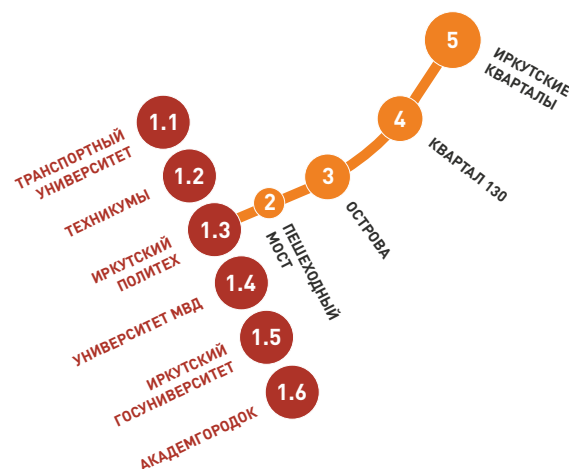 5
ИРКУТСКИЕ
КВАРТАЛЫ
4
КВАРТАЛ 130
1.1
ТРАНСПОРТНЫЙ
УНИВЕРСИТЕТ
1.2
ТЕХНИКУМЫ
3
ОСТРОВА
2
ПЕШЕХОДНЫЙ
МОСТ
1.3
ИРКУТСКИЙ
ПОЛИТЕХ
1.4
УНИВЕРСИТЕТ МВД
1.5
ИРКУТСКИЙ
ГОСУНИВЕРСИТЕТ
1.6
АКАДЕМГОРОДОК